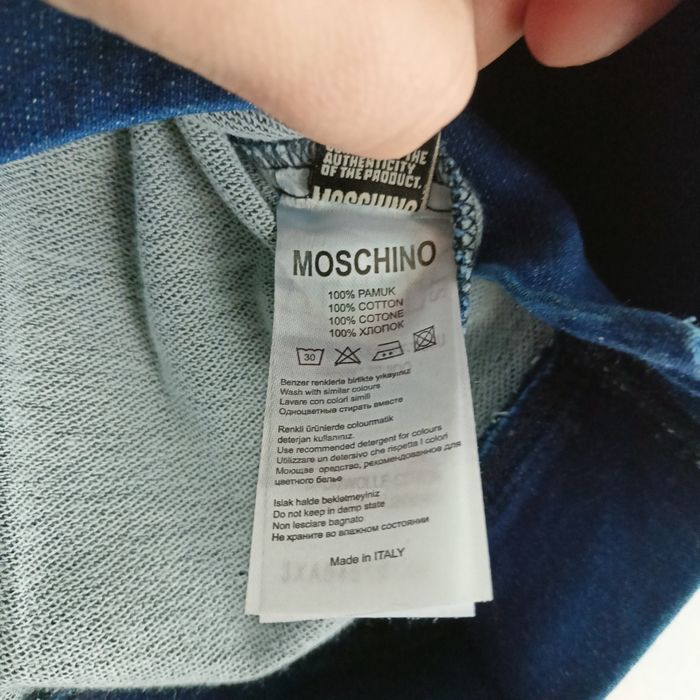 THE
AUTHENTICITY
OF THE PRODUCT.
MOSCHINO
MOSCHINO
100% PAMUK
100% COTTON
100% COTONE
100% ХЛОПОК
30
Benzer renklerle birlikte yıkayınız
Wash with similar colours
Lavare con colori simili
Одноцветные стирать вместе
Renkli ürünlerde colourmatik
deterjan kullanınız.
Use recommended detergent for colours
Utilizzare un detersivo che rispetta I colori
Моющае оредство, рекомендованное для
цветного белье
Islak halde bekletmeyiniz
Do not keep in damp state
Non lesciare bagnato
Не храните во влажном состоянии
Made in ITALY